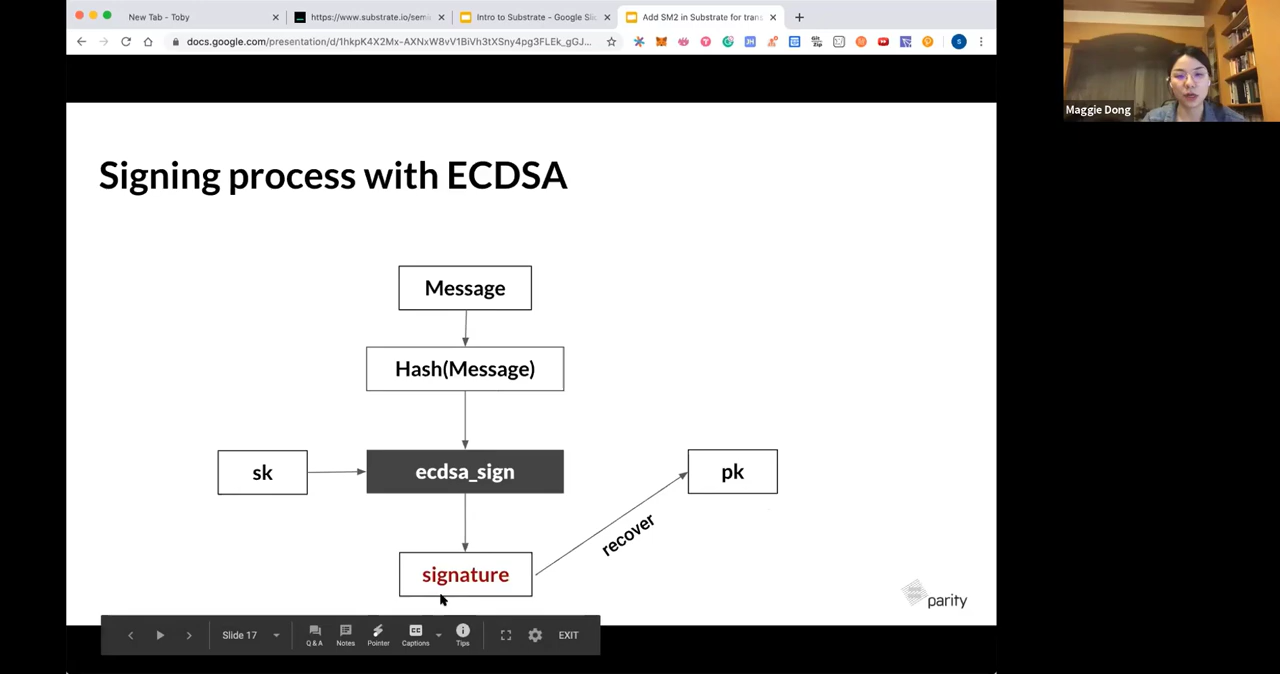 New Tab - Toby
https://www.substrate.io/semi
Intro to Substrate - Google Slid
Add SM2 in Substrate for trans
docs.google.com/presentation/d/1hkpK4X2Mx-AXNxW8vV1BiVh3tXSny4pg3FLEk_gGJ...
Maggie Dong
Signing process with ECDSA
Message
Hash(Message)
sk
ecdsa_sign
pk
recover
signature
parity
Slide 17
Q & A
Notes
Pointer
Captions
Tips
EXIT